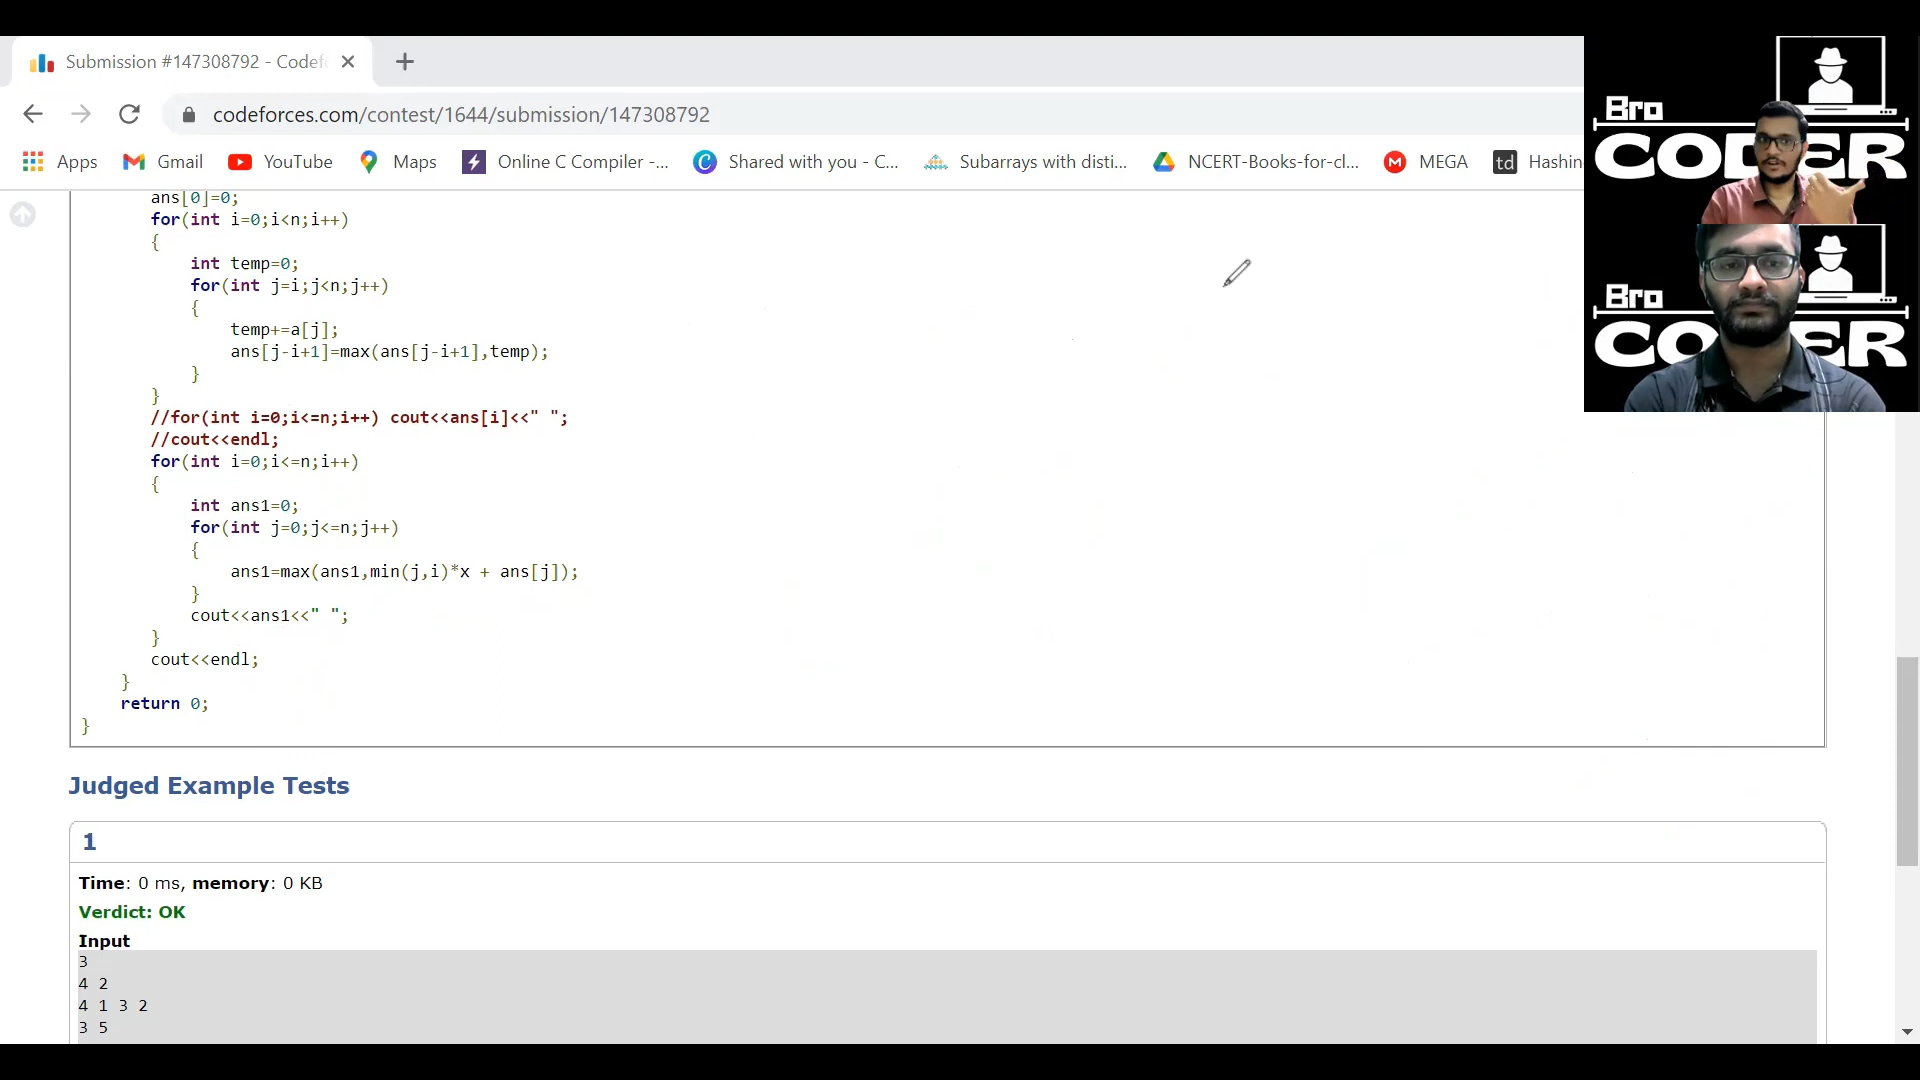 Submission #147308792 - Codef
codeforces.com/contest/1644/submission/147308792
Apps Gmail YouTube Maps Online C Compiler -... Shared with you - C... Subarrays with disti... NCERT-Books-for-cl... MEGA td Hashin
Bro
CODER
Bro
CODER
ans[0]=0;
for(int i=0;i<n;i++)
{
int temp=0;
for(int j=i;j<n;j++)
{
temp+=a[j];
ans[j-i+1]=max(ans[j-i+1],temp);
}
}
//for(int i=0;i<=n;i++) cout<<ans[i]<<" ";
//cout<<endl;
for(int i=0;i<=n;i++)
{
int ans1=0;
for(int j=0;j<=n;j++)
{
ans1=max(ans1,min(j,i)*x + ans[j]);
}
cout<<ans1<<" ";
}
cout<<endl;
}
return 0;
}
Judged Example Tests
1
Time: 0 ms, memory: 0 KB
Verdict: OK
Input
3
4 2
4 1 3 2
3 5